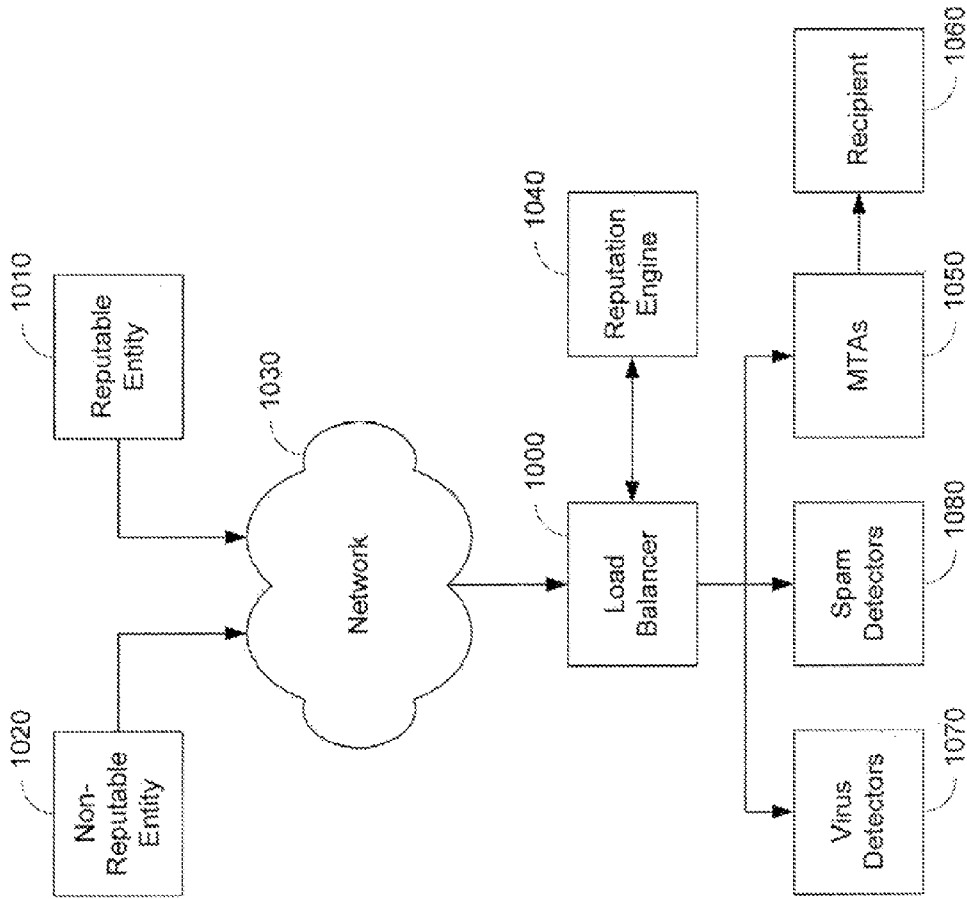 1020
Non-
Reputable
Entity
1010
Reputable
Entity
1030
Network
1000
Load
Balancer
1040
Reputation
Engine
Virus
Detectors
1070
Spam
Detectors
1080
MTAs
1050
Recipient
1060